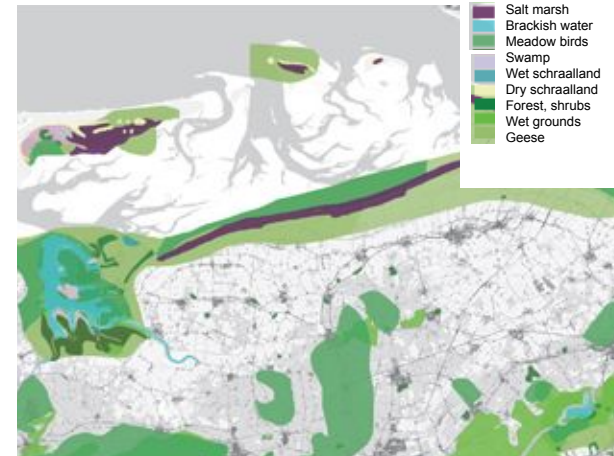 Salt marsh
Brackish water
Meadow birds
Swamp
Wet schraalland
Dry schraalland
Forest, shrubs
Wet grounds
Geese